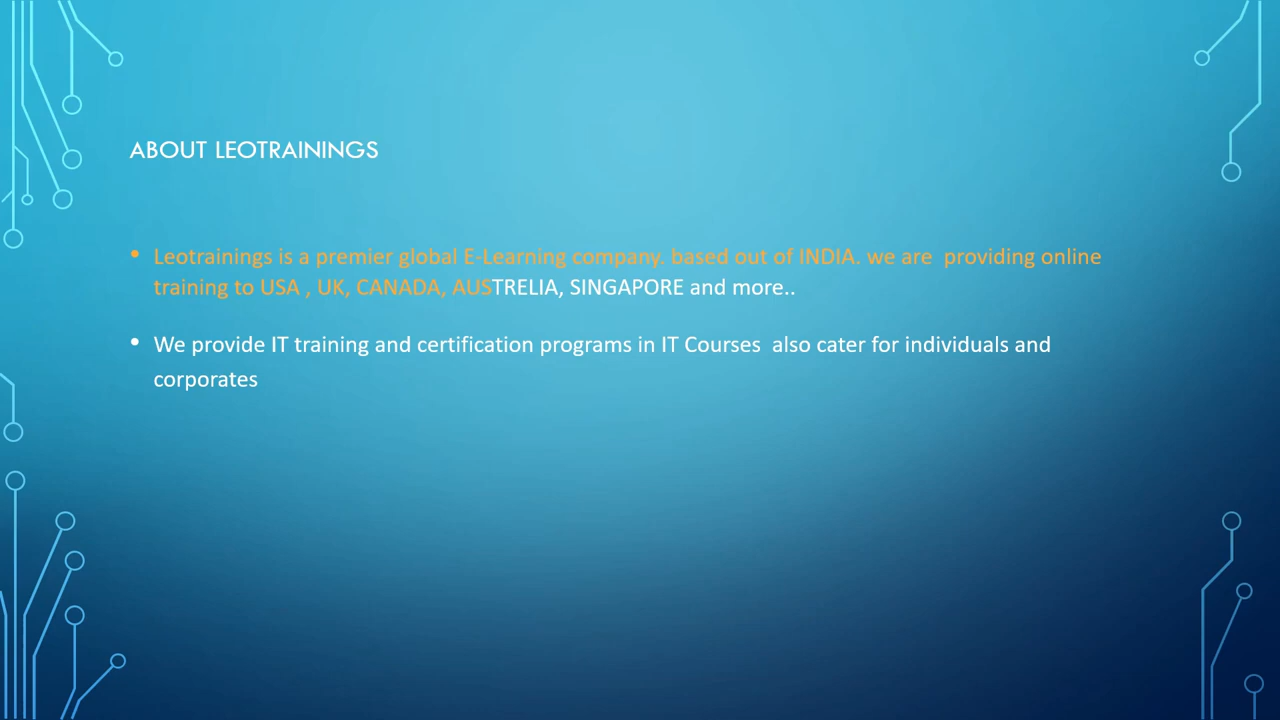 ABOUT LEOTRAININGS
• Leotrainings is a premier global E-Learning company. based out of INDIA. we are  providing online
training to USA , UK, CANADA, AUSTRELIA, SINGAPORE and more..
• We provide IT training and certification programs in IT Courses  also cater for individuals and
corporates